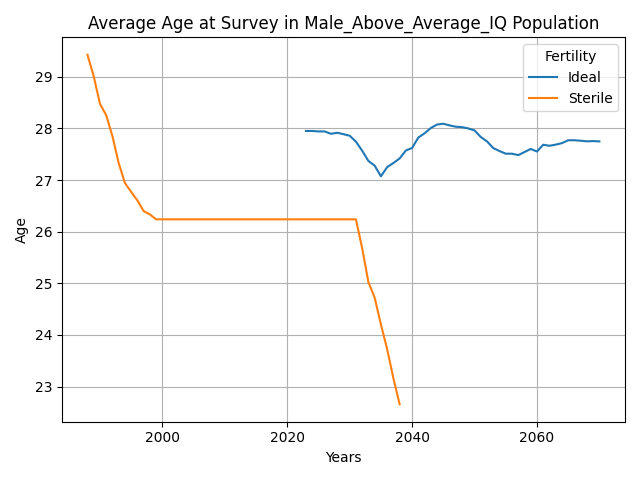 Average Age at Survey in Male_Above_Average_IQ Population
Fertility
Ideal
Sterile
29
28
27
26
25
24
23
Age
2000
2020
2040
2060
Years